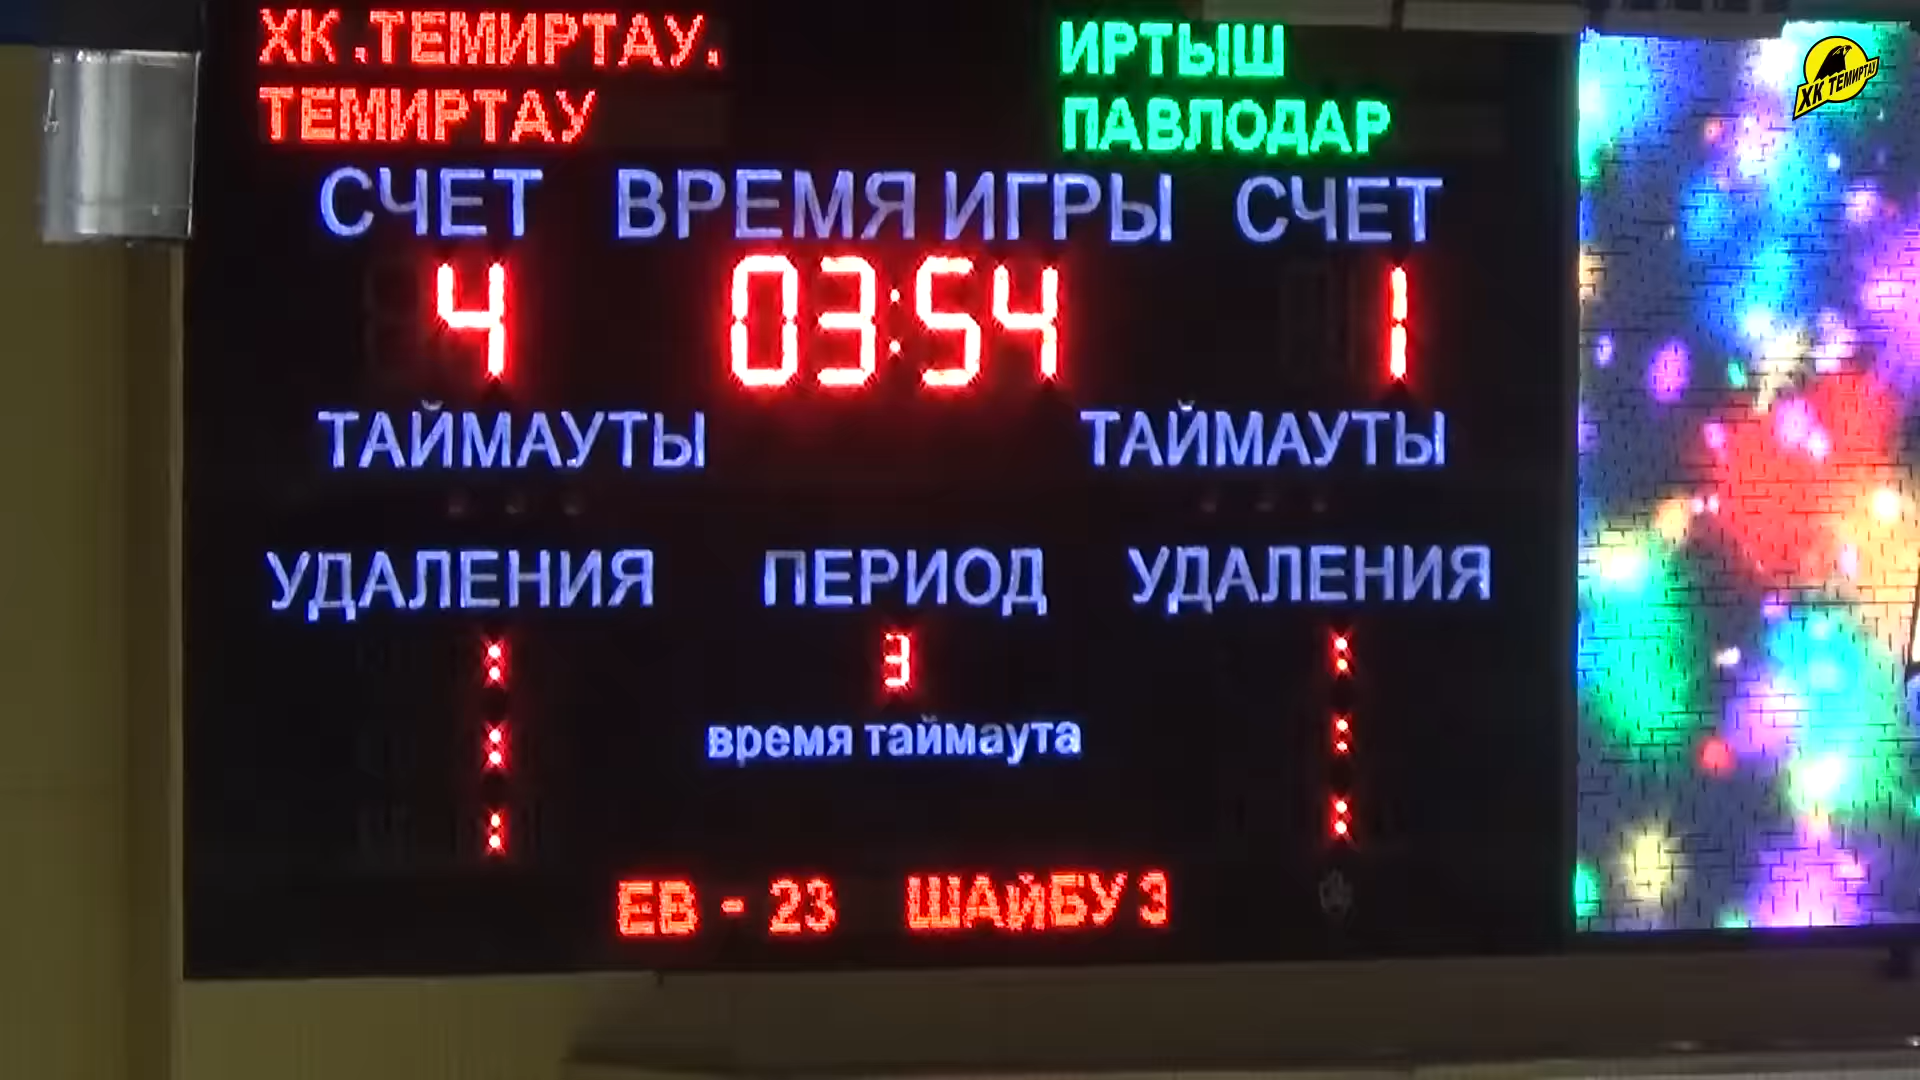 ХК .ТЕМИРТАУ.
ТЕМИРТАУ
ИРТЫШ
ПАВЛОДАР
ХК ТЕМИРТАУ
СЧЕТ ВРЕМЯ ИГРЫ СЧЕТ
4 03:54 1
ТАЙМАУТЫ ТАЙМАУТЫ
УДАЛЕНИЯ ПЕРИОД УДАЛЕНИЯ
: 3 :
время таймаута
: :
: :
ЕВ - 23 ШАЙБУ З